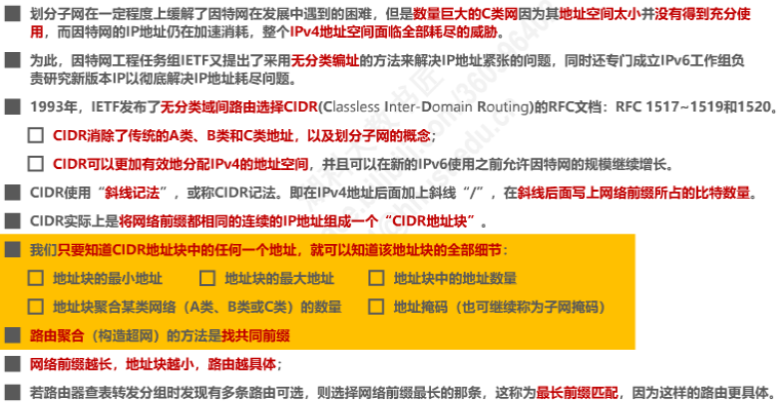 划分子网在一定程度上缓解了因特网在发展中遇到的困难，但是数量巨大的C类网因为其地址空间太小并没有得到充分使
用，而因特网的IP地址仍在加速消耗，整个IPv4地址空间面临全部耗尽的威胁。
为此，因特网工程任务组IETF又提出了采用无分类编址的方法来解决IP地址紧张的问题，同时还专门成立IPv6工作组负
责研究新版本IP以彻底解决IP地址耗尽问题。
1993年，IETF发布了无分类域间路由选择CIDR(Classless Inter-Domain Routing)的RFC文档：RFC 1517~1519和1520。
CIDR消除了传统的A类、B类和C类地址，以及划分子网的概念；
CIDR可以更加有效地分配IPv4的地址空间，并且可以在新的IPv6使用之前允许因特网的规模继续增长。
CIDR使用“斜线记法”，或称CIDR记法。即在IPv4地址后面加上斜线“/”，在斜线后面写上网络前缀所占的比特数量。
CIDR实际上是将网络前缀都相同的连续的IP地址组成一个“CIDR地址块”。
我们只要知道CIDR地址块中的任何一个地址，就可以知道该地址块的全部细节：
地址块的最小地址 地址块的最大地址 地址块中的地址数量
地址块聚合某类网络（A类、B类或C类）的数量 地址掩码（也可继续称为子网掩码）
路由聚合（构造超网）的方法是找共同前缀
网络前缀越长，地址块越小，路由越具体；
若路由器查表转发分组时发现有多条路由可选，则选择网络前缀最长的那条，这称为最长前缀匹配，因为这样的路由更具体。